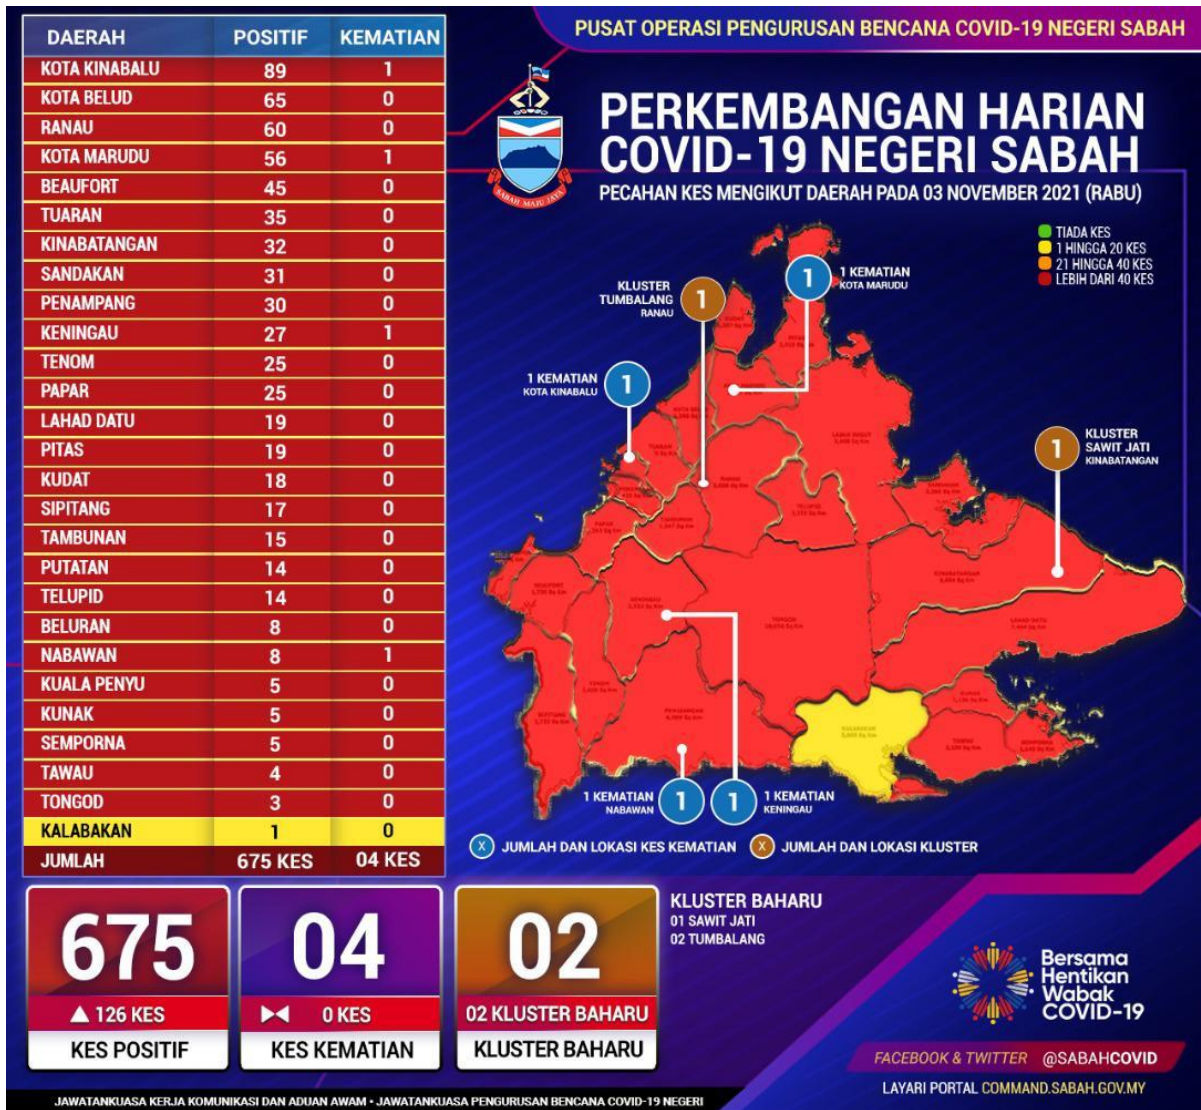 DAERAH POSITIF KEMATIAN
KOTA KINABALU 89 1
KOTA BELUD 65 0
RANAU 60 0
KOTA MARUDU 56 1
BEAUFORT 45 0
TUARAN 35 0
KINABATANGAN 32 0
SANDAKAN 31 0
PENAMPANG 30 0
KENINGAU 27 1
TENOM 25 0
PAPAR 25 0
LAHAD DATU 19 0
PITAS 19 0
KUDAT 18 0
SIPITANG 17 0
TAMBUNAN 15 0
PUTATAN 14 0
TELUPID 14 0
BELURAN 8 0
NABAWAN 8 1
KUALA PENYU 5 0
KUNAK 5 0
SEMPORNA 5 0
TAWAU 4 0
TONGOD 3 0
KALABAKAN 1 0
JUMLAH 675 KES 04 KES
PUSAT OPERASI PENGURUSAN BENCANA COVID-19 NEGERI SABAH
SABAH MAJU JAYA
PERKEMBANGAN HARIAN
COVID-19 NEGERI SABAH
PECAHAN KES MENGIKUT DAERAH PADA 03 NOVEMBER 2021 (RABU)
TIADA KES
1 HINGGA 20 KES
21 HINGGA 40 KES
LEBIH DARI 40 KES
KLUSTER
TUMBALANG
RANAU
1
1
1 KEMATIAN
KOTA MARUDU
1 KEMATIAN
KOTA KINABALU
1
1
KLUSTER
SAWIT JATI
KINABATANGAN
1 KEMATIAN
NABAWAN
1
1
1 KEMATIAN
KENINGAU
X JUMLAH DAN LOKASI KES KEMATIAN
X JUMLAH DAN LOKASI KLUSTER
675
126 KES
KES POSITIF
04
0 KES
KES KEMATIAN
02
02 KLUSTER BAHARU
KLUSTER BAHARU
KLUSTER BAHARU
01 SAWIT JATI
02 TUMBALANG
Bersama
Hentikan
Wabak
COVID-19
FACEBOOK & TWITTER @SABAHCOVID
LAYARI PORTAL COMMAND.SABAH.GOV.MY
JAWATANKUASA KERJA KOMUNIKASI DAN ADUAN AWAM • JAWATANKUASA PENGURUSAN BENCANA COVID-19 NEGERI